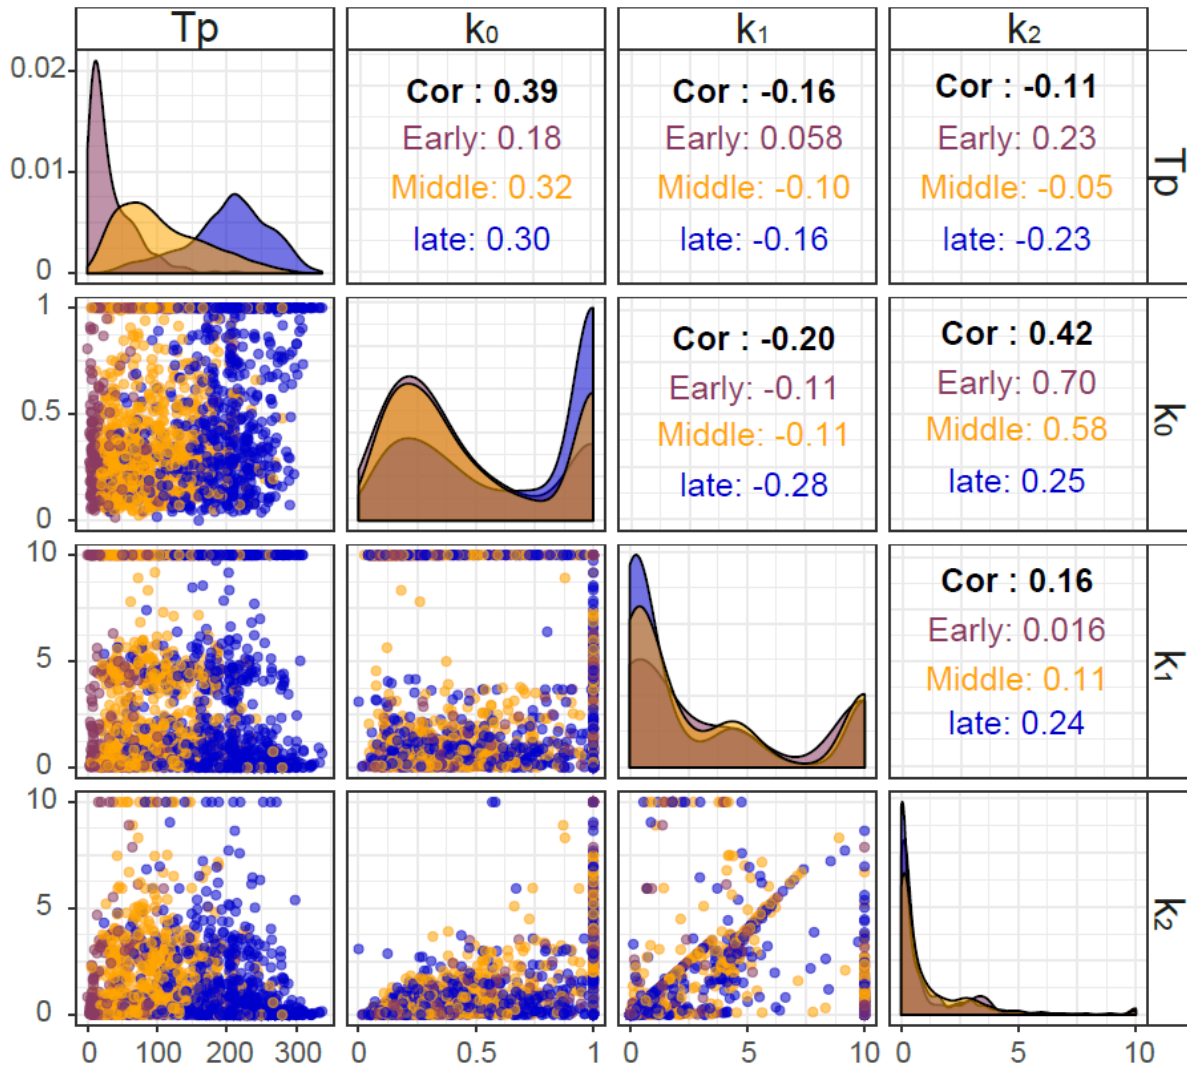 Tp k₀ k₁ k₂
0.02
0.01
0
Cor : 0.39
Early: 0.18
Middle: 0.32
late: 0.30
Cor : -0.16
Early: 0.058
Middle: -0.10
late: -0.16
Cor : -0.11
Early: 0.23
Middle: -0.05
late: -0.23
Tp
1
0.5
0
Cor : -0.20
Early: -0.11
Middle: -0.11
late: -0.28
Cor : 0.42
Early: 0.70
Middle: 0.58
late: 0.25
k₀
10
5
0
Cor : 0.16
Early: 0.016
Middle: 0.11
late: 0.24
k₁
10
5
0
k₂
0 100 200 300
0 0.5 1
0 5 10
0 5 10